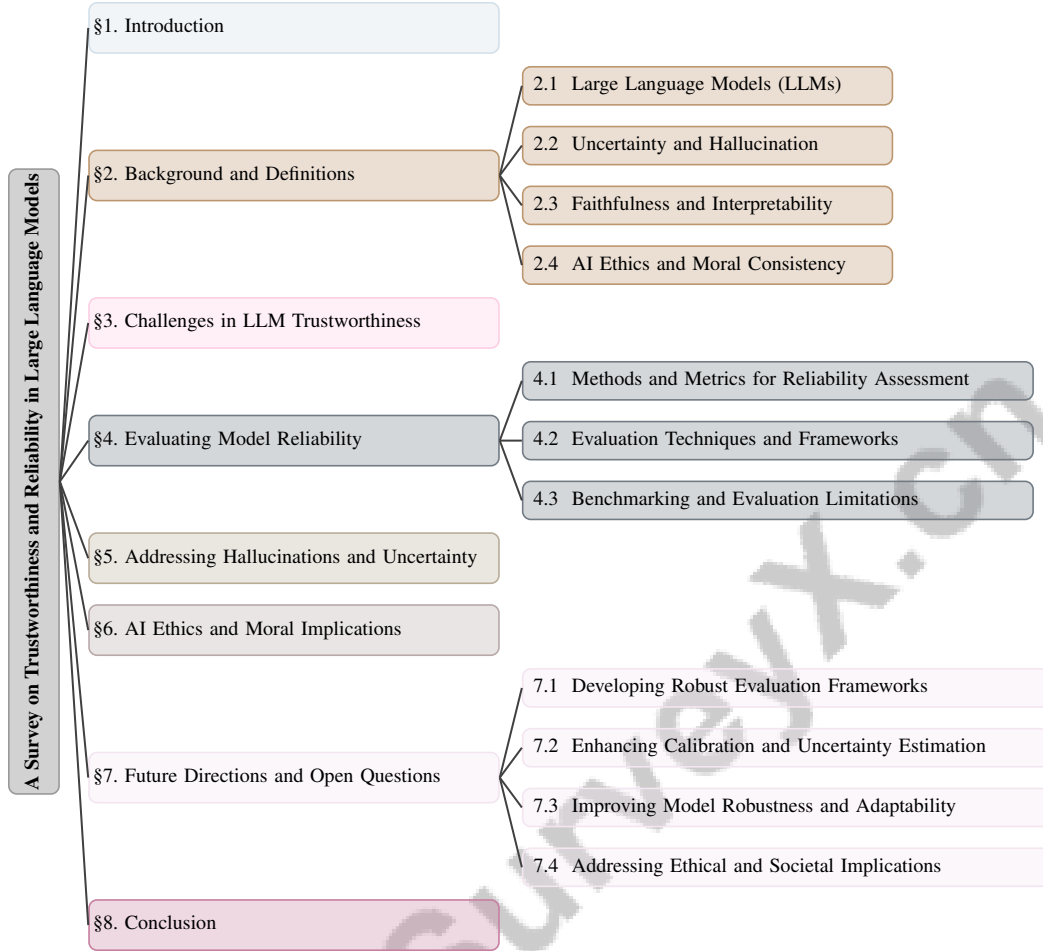 A Survey on Trustworthiness and Reliability in Large Language Models
§1. Introduction
§2. Background and Definitions
2.1 Large Language Models (LLMs)
2.2 Uncertainty and Hallucination
2.3 Faithfulness and Interpretability
2.4 AI Ethics and Moral Consistency
§3. Challenges in LLM Trustworthiness
§4. Evaluating Model Reliability
4.1 Methods and Metrics for Reliability Assessment
4.2 Evaluation Techniques and Frameworks
4.3 Benchmarking and Evaluation Limitations
§5. Addressing Hallucinations and Uncertainty
§6. AI Ethics and Moral Implications
§7. Future Directions and Open Questions
7.1 Developing Robust Evaluation Frameworks
7.2 Enhancing Calibration and Uncertainty Estimation
7.3 Improving Model Robustness and Adaptability
7.4 Addressing Ethical and Societal Implications
§8. Conclusion
Surveyx.cn